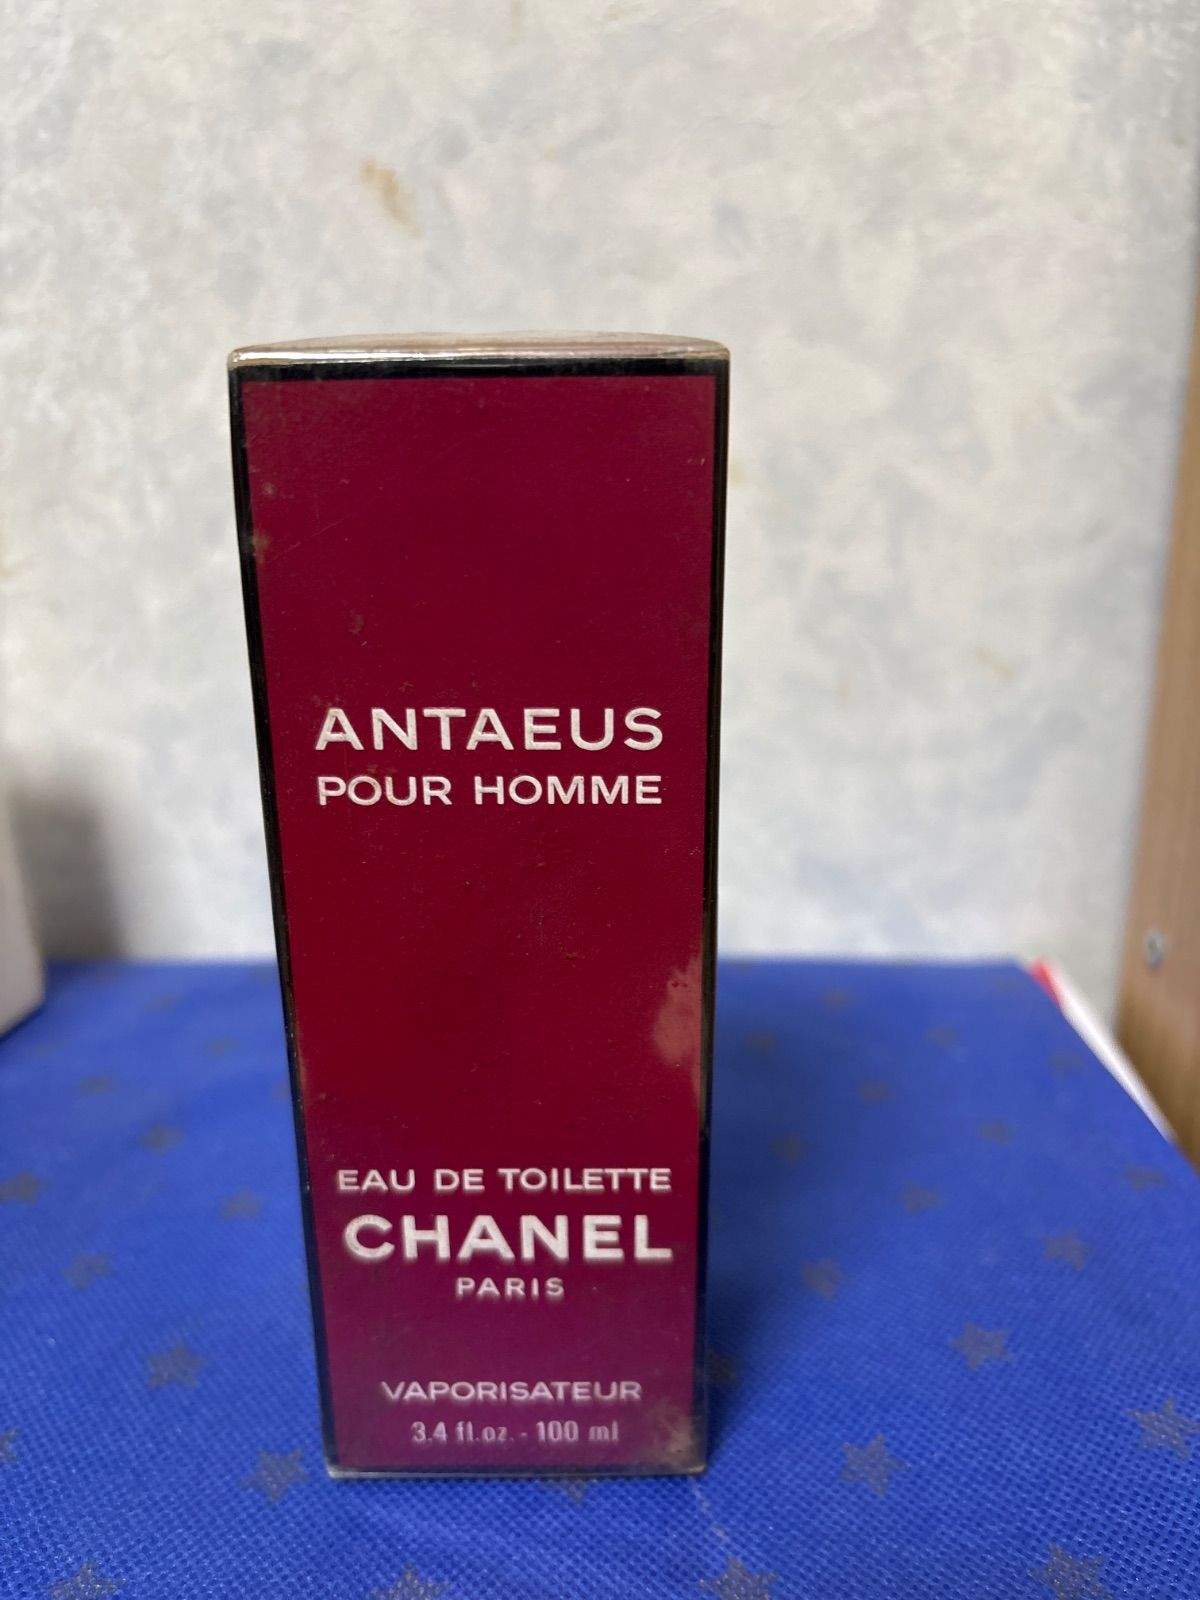 ANTAEUS
POUR HOMME
EAU DE TOILETTE
CHANEL
PARIS
VAPORISATEUR
3.4 fl.oz. - 100 ml